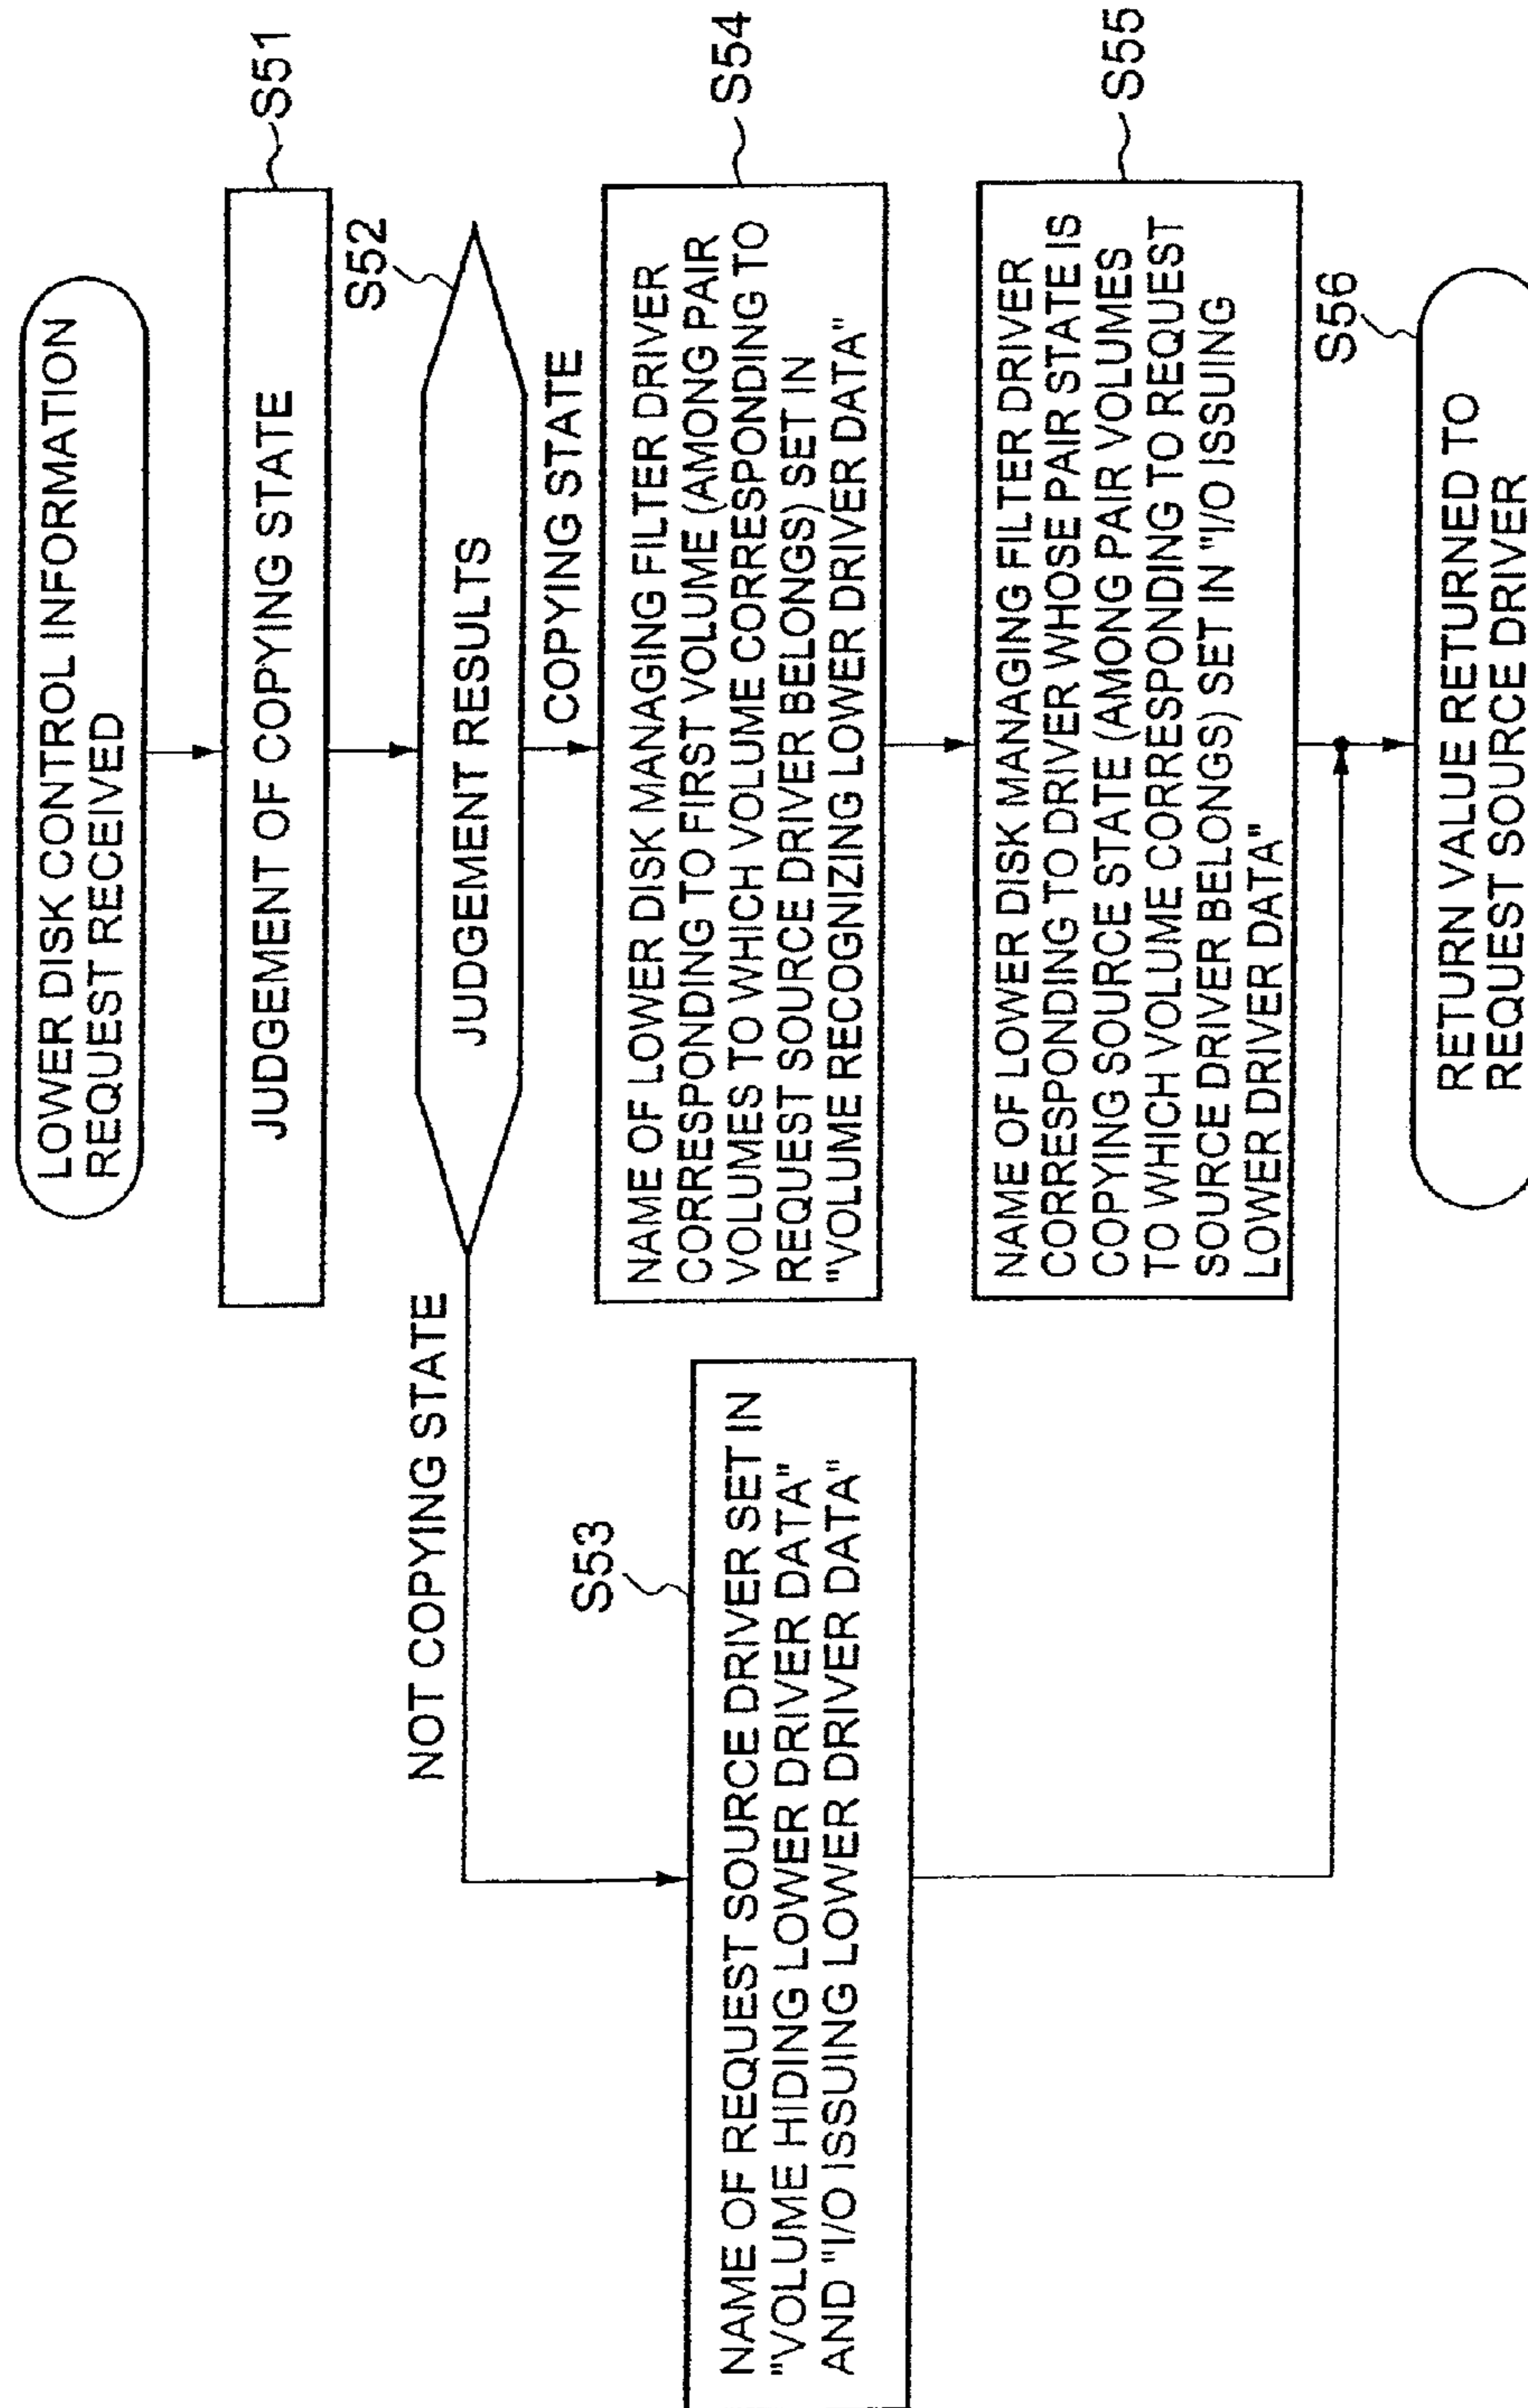 LOWER DISK CONTROL INFORMATION
REQUEST RECEIVED
JUDGEMENT OF COPYING STATE
S51
S52
JUDGEMENT RESULTS
NOT COPYING STATE
COPYING STATE
S53
NAME OF REQUEST SOURCE DRIVER SET IN
"VOLUME HIDING LOWER DRIVER DATA"
AND "I/O ISSUING LOWER DRIVER DATA"
S54
NAME OF LOWER DISK MANAGING FILTER DRIVER
CORRESPONDING TO FIRST VOLUME (AMONG PAIR
VOLUMES TO WHICH VOLUME CORRESPONDING TO
REQUEST SOURCE DRIVER BELONGS) SET IN
"VOLUME RECOGNIZING LOWER DRIVER DATA"
S55
NAME OF LOWER DISK MANAGING FILTER DRIVER
CORRESPONDING TO DRIVER WHOSE PAIR STATE IS
COPYING SOURCE STATE (AMONG PAIR VOLUMES
TO WHICH VOLUME CORRESPONDING TO REQUEST
SOURCE DRIVER BELONGS) SET IN "I/O ISSUING
LOWER DRIVER DATA"
S56
RETURN VALUE RETURNED TO
REQUEST SOURCE DRIVER